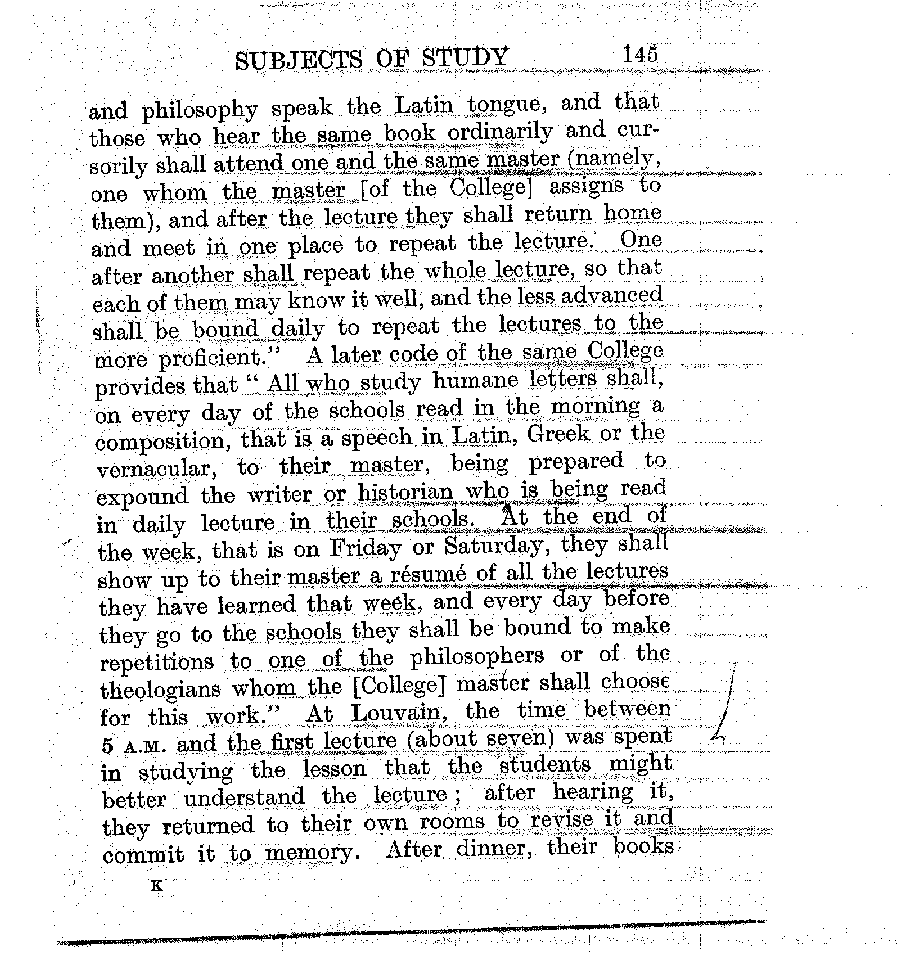 SUBJECTS OF STUDY 145
and philosophy speak the Latin tongue, and that
those who hear the same book ordinarily and cur-
sorily shall attend one and the same master (namely,
one whom the master [of the College] assigns to
them), and after the lecture they shall return home
and meet in one place to repeat the lecture. One
after another shall repeat the whole lecture, so that
each of them may know it well, and the less advanced
shall be bound daily to repeat the lectures to the
more proficient." A later code of the same College
provides that "All who study humane letters shall,
on every day of the schools read in the morning a
composition, that is a speech in Latin, Greek or the
vernacular, to their master, being prepared to
expound the writer or historian who is being read
in daily lecture in their schools. At the end of
the week, that is on Friday or Saturday, they shall
show up to their master a résumé of all the lectures
they have learned that week, and every day before
they go to the schools they shall be bound to make
repetitions to one of the philosophers or of the
theologians whom the [College] master shall choose
for this work." At Louvain, the time between
5 A.M. and the first lecture (about seven) was spent
in studying the lesson that the students might
better understand the lecture; after hearing it,
they returned to their own rooms to revise it and
commit it to memory. After dinner, their books
K